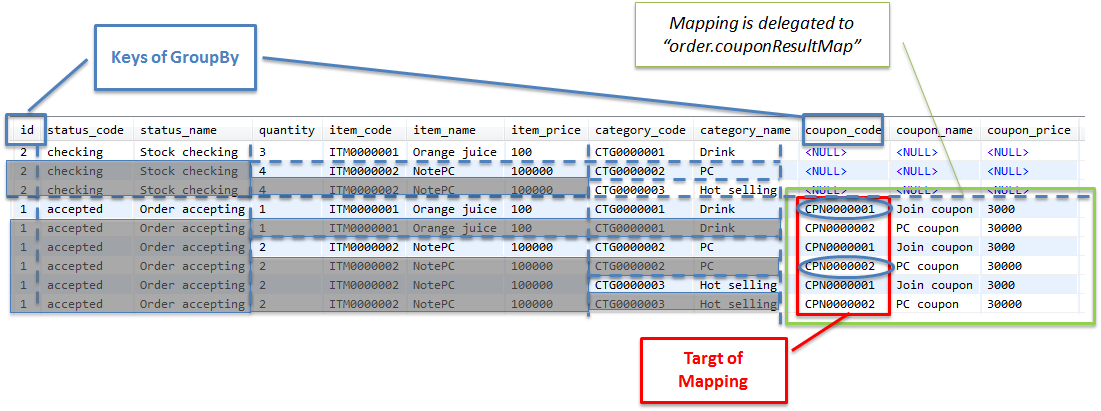 Mapping is delegated to
“order.couponResultMap”
Keys of GroupBy
id status_code status_name quantity item_code item_name item_price category_code category_name coupon_code coupon_name coupon_price
2 checking Stock checking 3 ITM0000001 Orange juice 100 CTG0000001 Drink <NULL> <NULL> <NULL>
2 checking Stock checking 4 ITM0000002 NotePC 100000 CTG0000002 PC <NULL> <NULL> <NULL>
2 checking Stock checking 4 ITM0000002 NotePC 100000 CTG0000003 Hot selling <NULL> <NULL> <NULL>
1 accepted Order accepting 1 ITM0000001 Orange juice 100 CTG0000001 Drink CPN0000001 Join coupon 3000
1 accepted Order accepting 1 ITM0000001 Orange juice 100 CTG0000001 Drink CPN0000002 PC coupon 30000
1 accepted Order accepting 2 ITM0000002 NotePC 100000 CTG0000002 PC CPN0000001 Join coupon 3000
1 accepted Order accepting 2 ITM0000002 NotePC 100000 CTG0000002 PC CPN0000002 PC coupon 30000
1 accepted Order accepting 2 ITM0000002 NotePC 100000 CTG0000003 Hot selling CPN0000001 Join coupon 3000
1 accepted Order accepting 2 ITM0000002 NotePC 100000 CTG0000003 Hot selling CPN0000002 PC coupon 30000
Targt of
Mapping